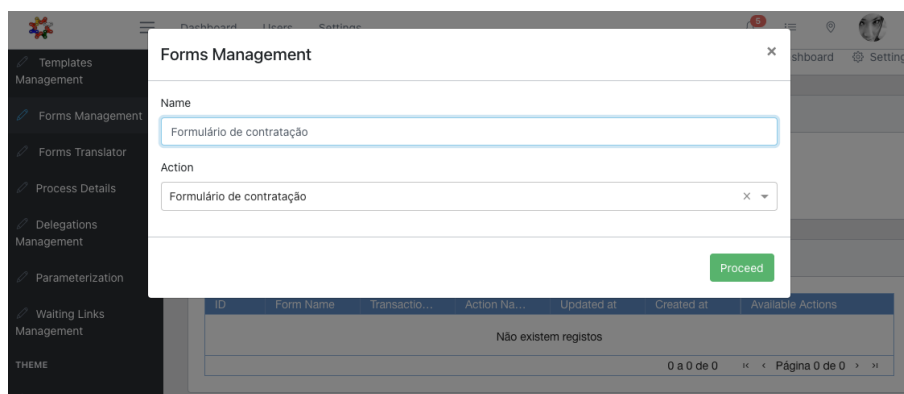 Dashboard Users Settings 5
Forms Management ×
shboard Setting
Templates
Management
Forms Management
Forms Translator
Process Details
Delegations
Management
Parameterization
Waiting Links
Management
THEME
Name
Formulário de contratação
Action
Formulário de contratação
Proceed
ID Form Name Transactio... Action Na... Updated at Created at Available Actions
Não existem registos
0 a 0 de 0 Página 0 de 0